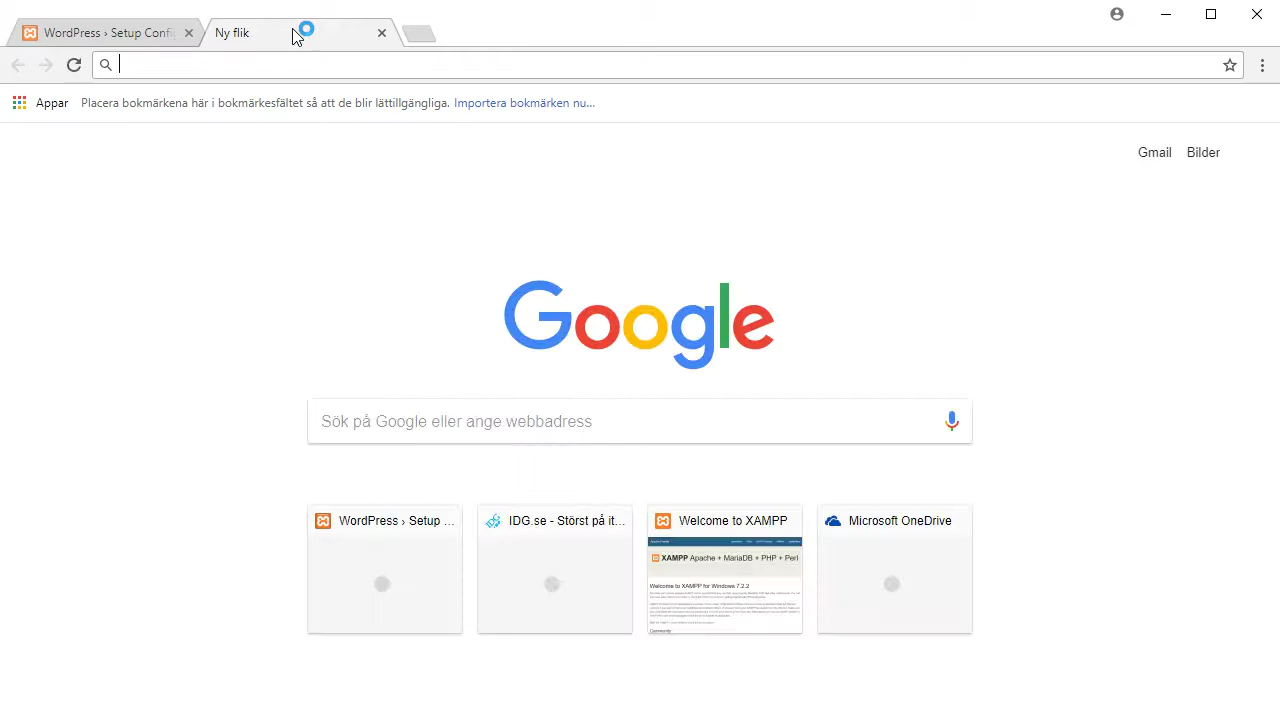 WordPress › Setup Confi
Ny flik
Appar Placera bokmärkena här i bokmärkesfältet så att de blir lättillgängliga. Importera bokmärken nu...
Gmail Bilder
Google
Sök på Google eller ange webbadress
WordPress › Setup ...
IDG.se - Störst på it...
Welcome to XAMPP
Microsoft OneDrive
XAMPP Apache + MariaDB + PHP + Perl
Welcome to XAMPP for Windows 7.2.2
Community